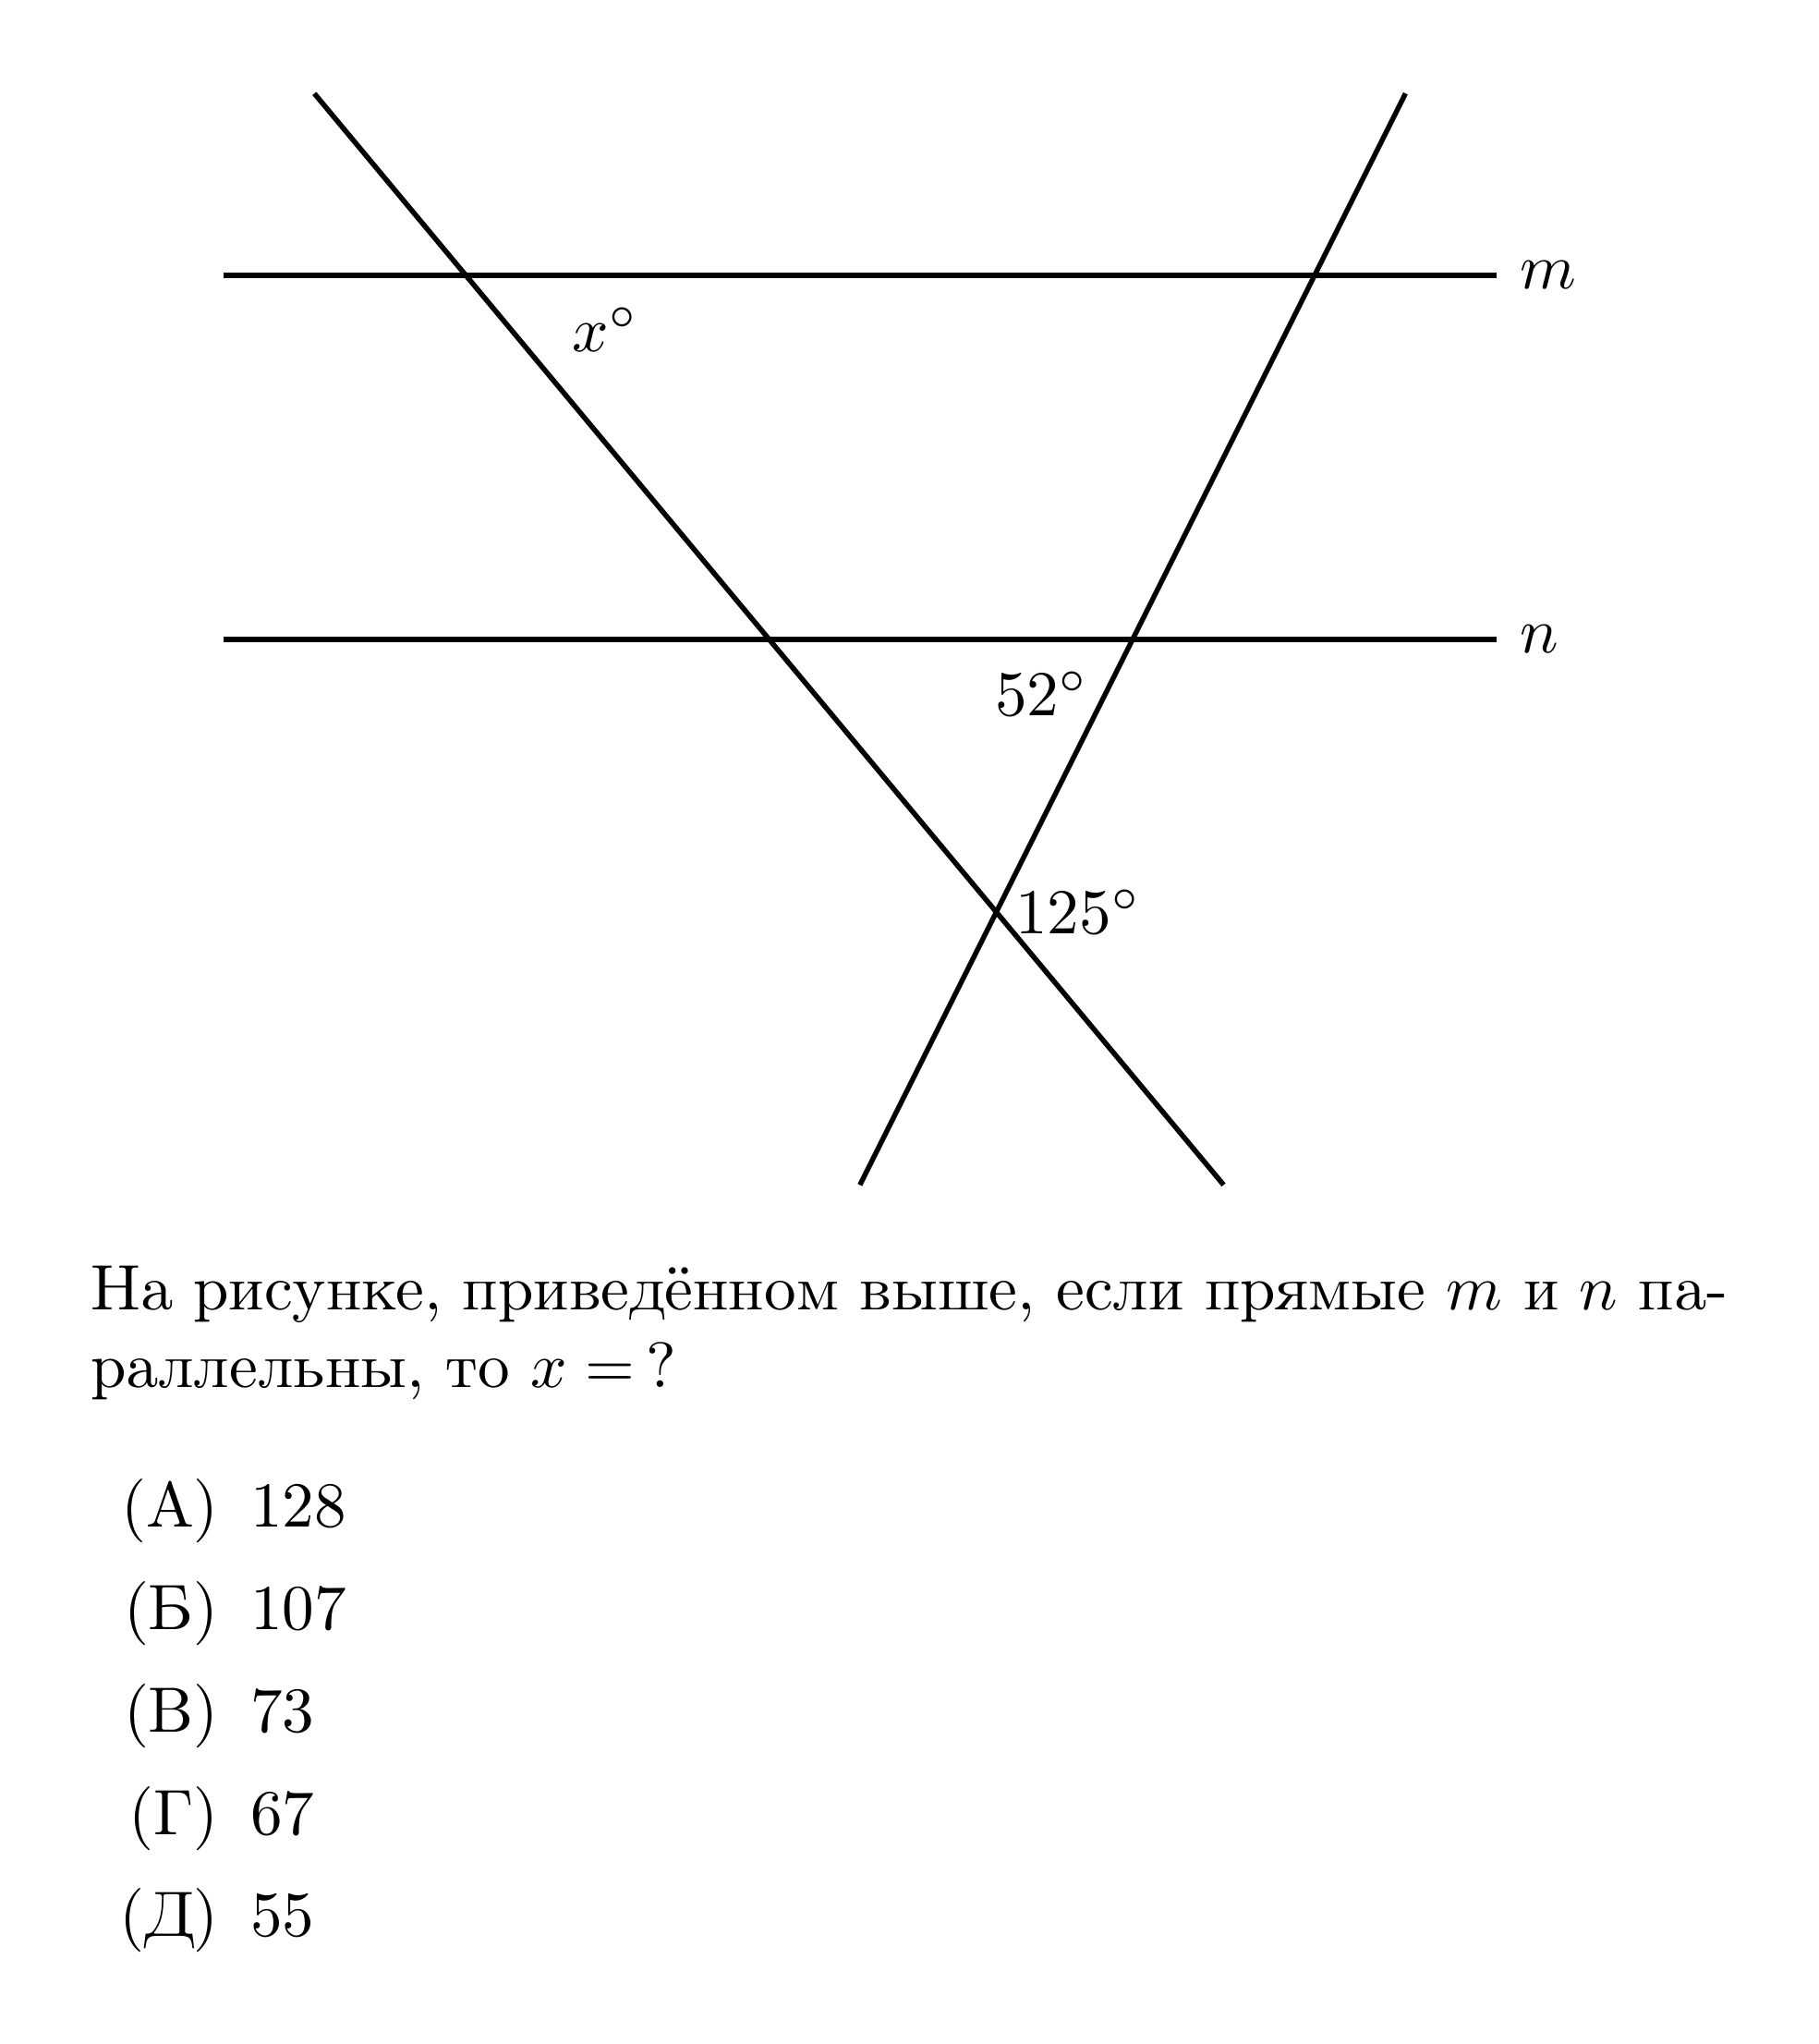 m
x°
n
52°
125°
На рисунке, приведённом выше, если прямые m и n па-
раллельны, то x = ?
(А) 128
(Б) 107
(В) 73
(Г) 67
(Д) 55